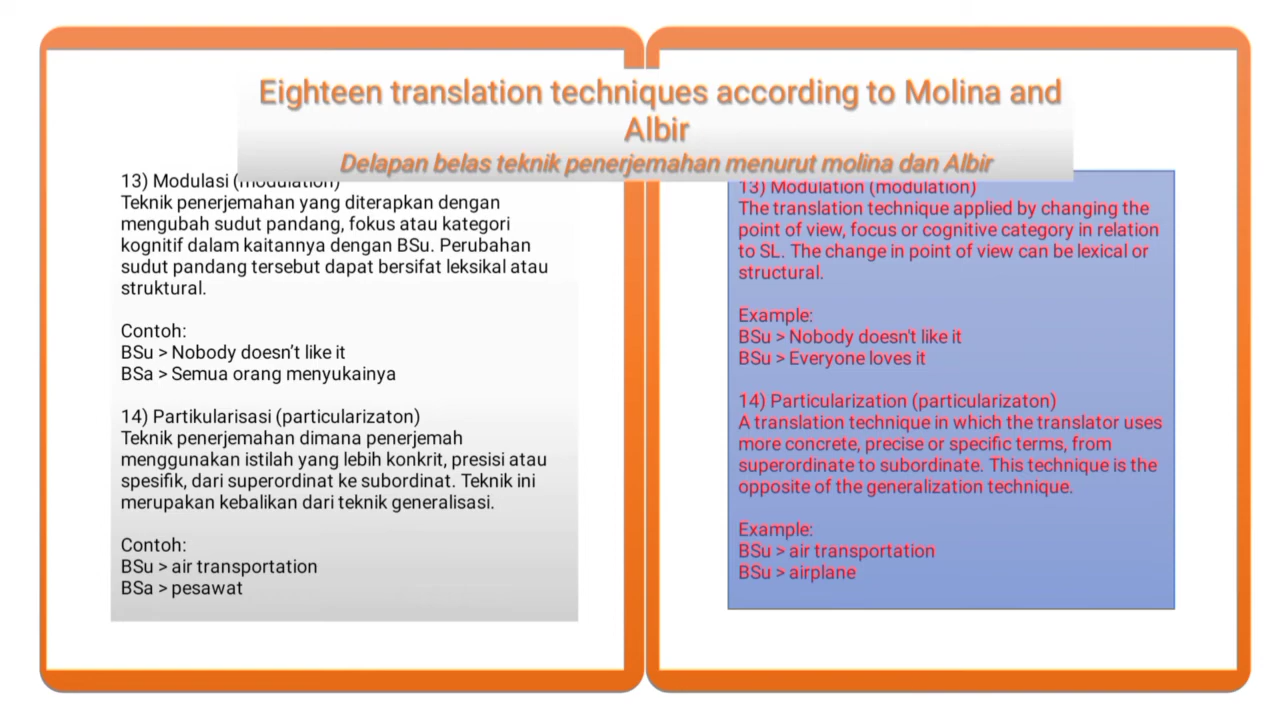 Eighteen translation techniques according to Molina and
Albir
Delapan belas teknik penerjemahan menurut molina dan Albir
13) Modulasi (modulation)
Teknik penerjemahan yang diterapkan dengan
mengubah sudut pandang, fokus atau kategori
kognitif dalam kaitannya dengan BSu. Perubahan
sudut pandang tersebut dapat bersifat leksikal atau
struktural.
Contoh:
BSu > Nobody doesn't like it
BSa > Semua orang menyukainya
14) Partikularisasi (particularizaton)
Teknik penerjemahan dimana penerjemah
menggunakan istilah yang lebih konkrit, presisi atau
spesifik, dari superordinat ke subordinat. Teknik ini
merupakan kebalikan dari teknik generalisasi.
Contoh:
BSu > air transportation
BSa > pesawat
13) Modulation (modulation)
The translation technique applied by changing the
point of view, focus or cognitive category in relation
to SL. The change in point of view can be lexical or
structural.
Example:
BSu > Nobody doesn't like it
BSu > Everyone loves it
14) Particularization (particularizaton)
A translation technique in which the translator uses
more concrete, precise or specific terms, from
superordinate to subordinate. This technique is the
opposite of the generalization technique.
Example:
BSu > air transportation
BSu > airplane